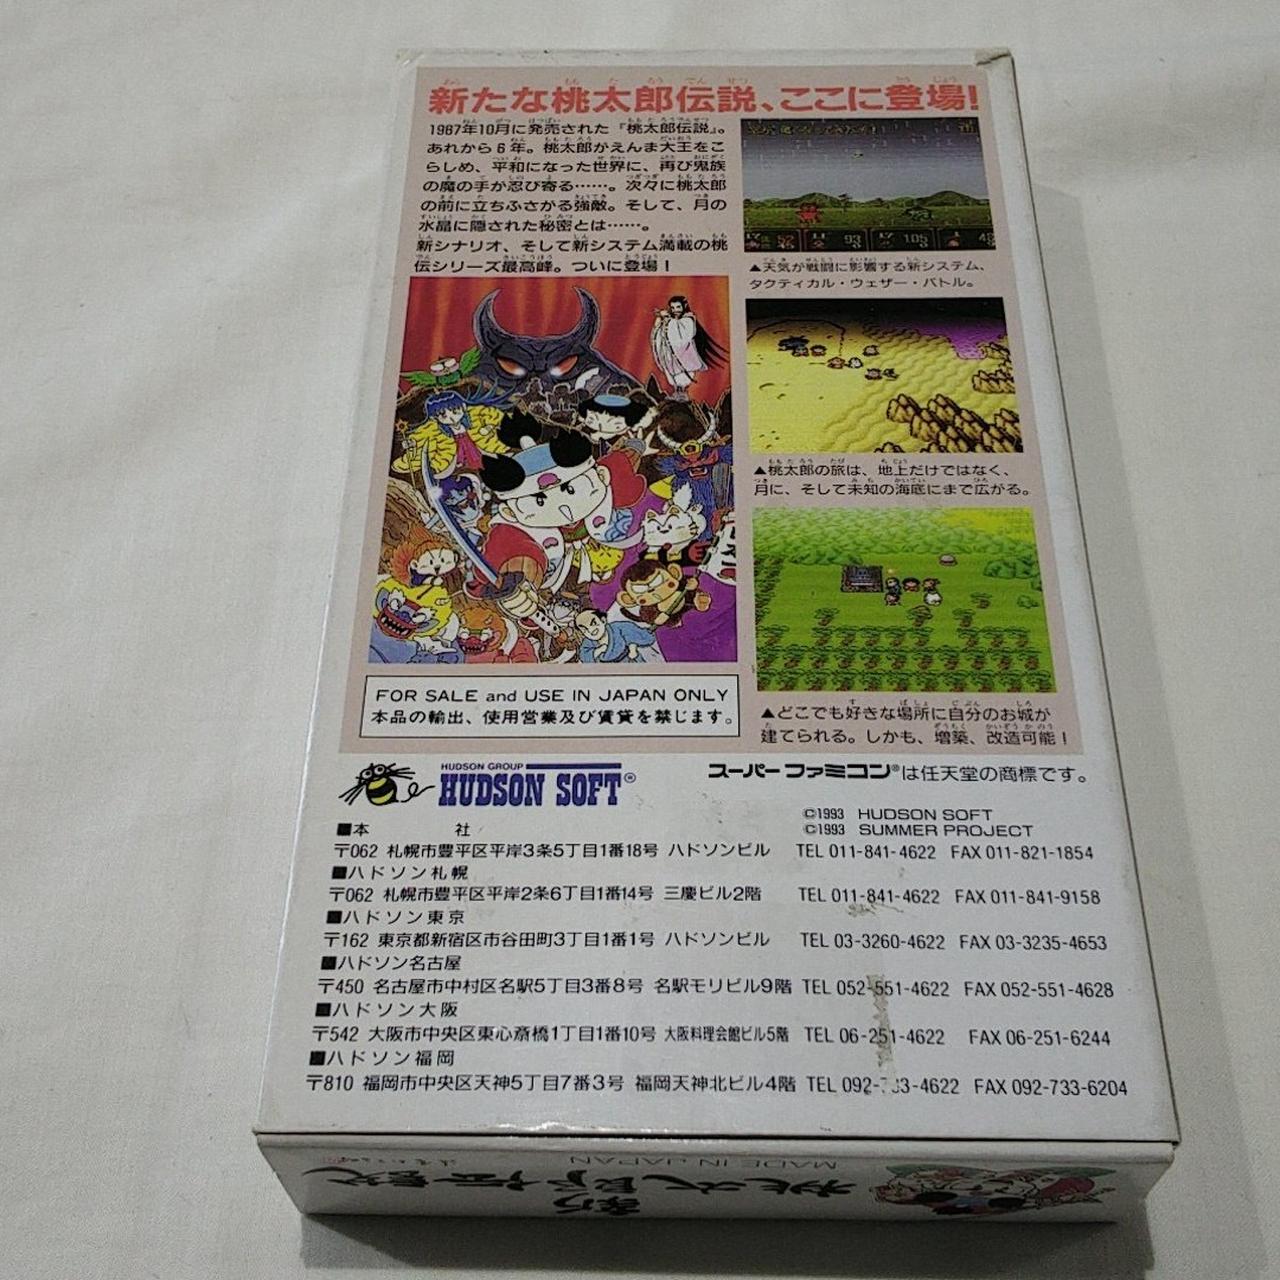 新たな桃太郎伝説、ここに登場!
1987年10月に発売された『桃太郎伝説』。
あれから6年。桃太郎がえんま大王をこ
らしめ、平和になった世界に、再び鬼族
の魔の手が忍び寄る……。次々に桃太郎
の前に立ちふさがる強敵。そして、月の
水晶に隠された秘密とは……。
新シナリオ、そして新システム満載の桃
伝シリーズ最高峰。ついに登場!
▲天気が戦闘に影響する新システム、
タクティカル・ウェザー・バトル。
▲桃太郎の旅は、地上だけではなく、
月に、そして未知の海底にまで広がる。
▲どこでも好きな場所に自分のお城が
建てられる。しかも、増築、改造可能!
FOR SALE and USE IN JAPAN ONLY
本品の輸出、使用営業及び賃貸を禁じます。
HUDSON GROUP
HUDSON SOFT®
スーパーファミコン®は任天堂の商標です。
©1993 HUDSON SOFT
©1993 SUMMER PROJECT
■本社
〒062 札幌市豊平区平岸3条5丁目1番18号 ハドソンビル TEL 011-841-4622 FAX 011-821-1854
■ハドソン札幌
〒062 札幌市豊平区平岸2条6丁目1番14号 三慶ビル2階 TEL 011-841-4622 FAX 011-841-9158
■ハドソン東京
〒162 東京都新宿区市谷田町3丁目1番1号 ハドソンビル TEL 03-3260-4622 FAX 03-3235-4653
■ハドソン名古屋
〒450 名古屋市中村区名駅5丁目3番8号 名駅モリビル9階 TEL 052-551-4622 FAX 052-551-4628
■ハドソン大阪
〒542 大阪市中央区東心斎橋1丁目1番10号 大阪料理会館ビル5階 TEL 06-251-4622 FAX 06-251-6244
■ハドソン福岡
〒810 福岡市中央区天神5丁目7番3号 福岡天神北ビル4階 TEL 092-733-4622 FAX 092-733-6204
MADE IN JAPAN
新桃太郎伝説